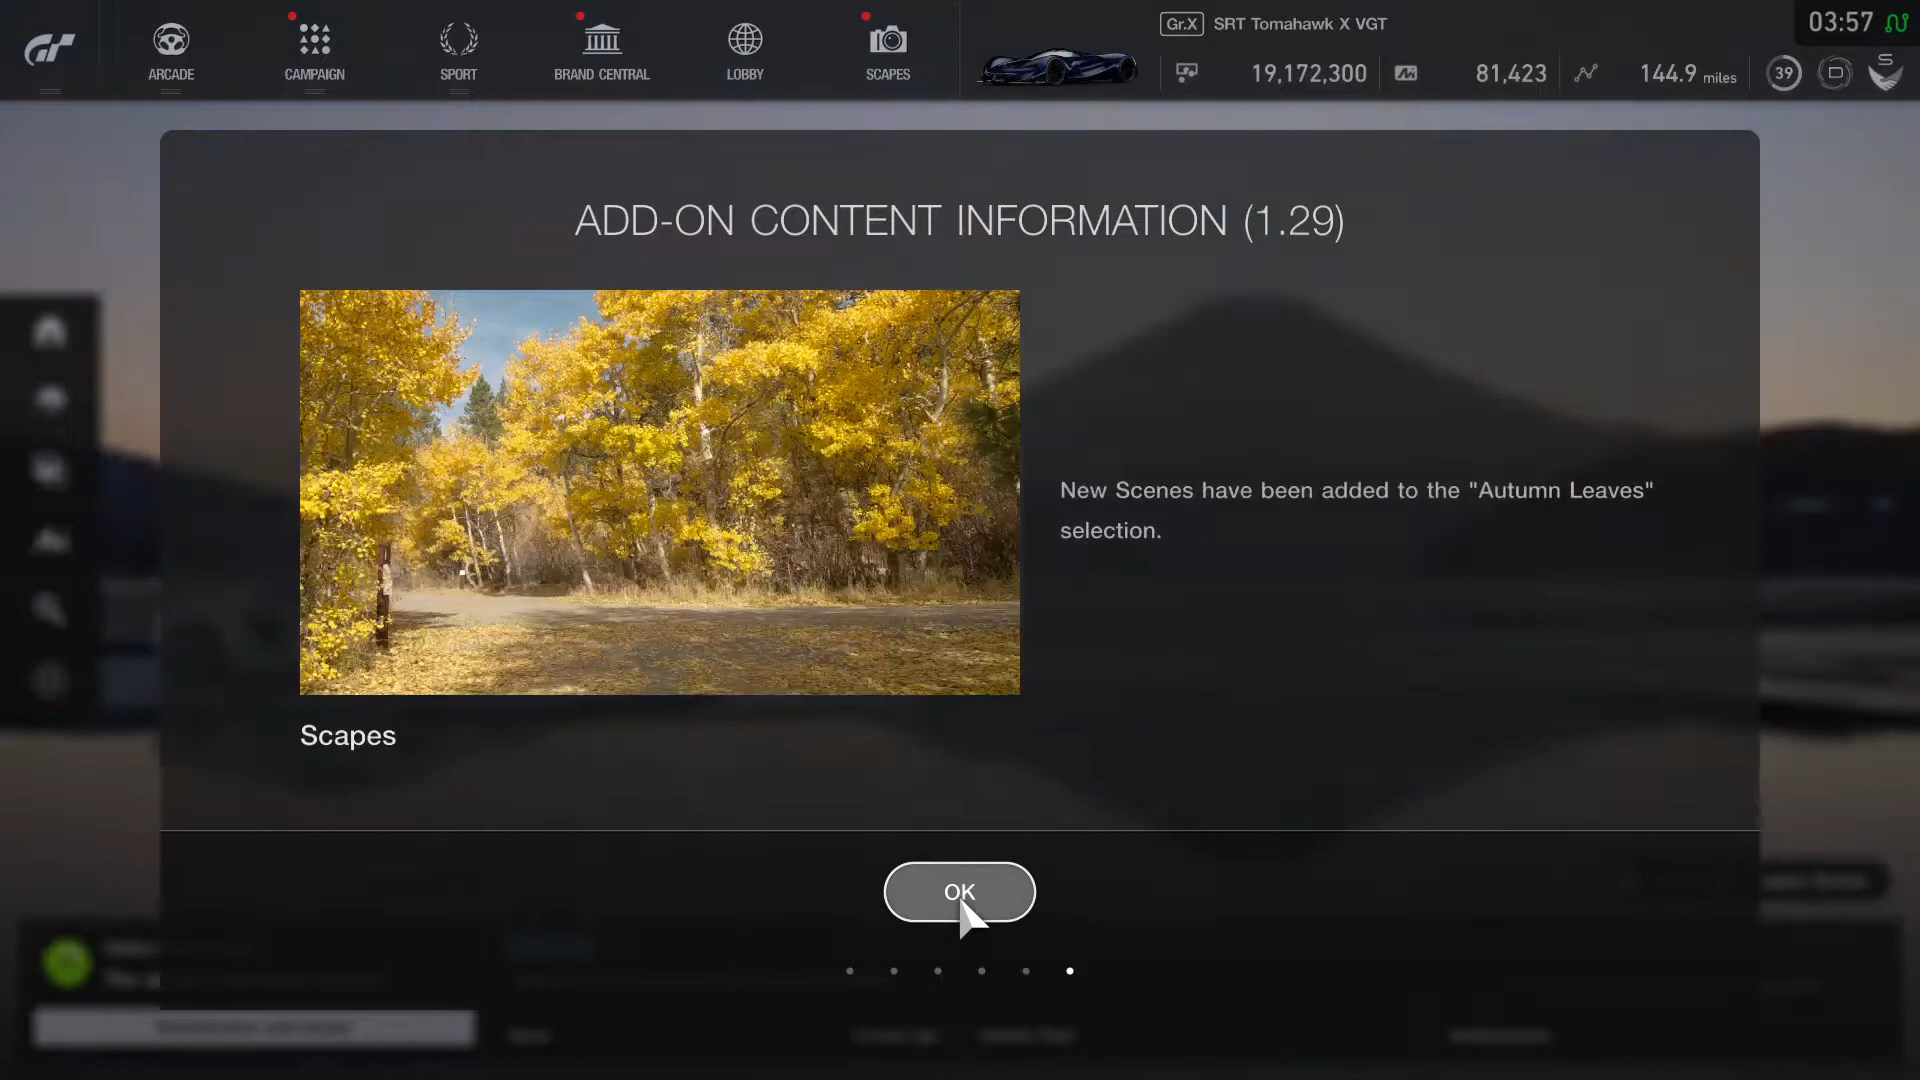 ARCADE
CAMPAIGN
SPORT
BRAND CENTRAL
LOBBY
SCAPES
Gr.X SRT Tomahawk X VGT
19,172,300
81,423
144.9 miles
39
S
03:57
ADD-ON CONTENT INFORMATION (1.29)
New Scenes have been added to the "Autumn Leaves"
selection.
Scapes
OK